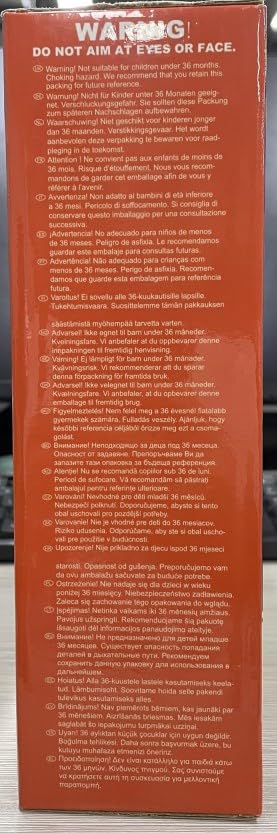 WARNING!
DO NOT AIM AT EYES OR FACE.
Warning! Not suitable for children under 36 months.
Choking hazard. We recommend that you retain this
packing for future reference.
Warnung! Nicht für Kinder unter 36 Monaten geeig-
net. Verschluckungsgefahr. Sie sollten diese Packung
zum späteren Nachschlagen aufbewahren.
Waarschuwing! Niet geschikt voor kinderen jonger
dan 36 maanden. Verstikkingsgevaar. Het wordt
aanbevolen deze verpakking te bewaren voor raad-
pleging in de toekomst.
Attention ! Ne convient pas aux enfants de moins de
36 mois. Risque d'étouffement. Nous vous recom-
mandons de garder cet emballage afin de vous y
référer à l'avenir.
Avvertenza! Non adatto ai bambini di età inferiore
a 36 mesi. Pericolo di soffocamento. Si consiglia di
conservare questo imballaggio per una consultazione
successiva.
¡Advertencia! No adecuado para niños de menos
de 36 meses. Peligro de asfixia. Le recomendamos
guardar este embalaje para consultas futuras.
Advertência! Não adequado para crianças com
menos de 36 meses. Perigo de asfixia. Recomen-
damos que guarde esta embalagem para referência
futura.
Varoitus! Ei sovellu alle 36-kuukautisille lapsille.
Tukehtumisvaara. Suosittelemme tämän pakkauksen
säästämistä myöhempää tarvetta varten.
Advarsel! Ikke egnet til barn under 36 måneder.
Kvelningsfare. Vi anbefaler at du oppbevarer denne
innpakningen til fremtidig henvisning.
Varning! Ej lämpligt för barn under 36 månader.
Kvävningsrisk. Vi rekommenderar att du sparar
denna förpackning för framtida bruk.
Advarsel! Ikke velegnet til børn under 36 måneder.
Kvælningsfare. Vi anbefaler, at du opbevarer denne
emballage til fremtidig brug.
Figyelmeztetés! Nem felel meg a 36 évesnél fiatalabb
gyermekek számára. Fulladás veszély. Ajánljuk, hogy
későbbi referencia céljából őrizze meg ezt a csoma-
golást.
Внимание! Неподходящо за деца под 36 месеца.
Опасност от задавяне. Препоръчваме Ви да
запазите тази опаковка за бъдеща референция.
Atenție! Nu se recomandă copiilor sub 36 de luni.
Pericol de sufocare. Vă recomandăm să păstrați
ambalajul pentru referințe ulterioare.
Varování! Nevhodné pro děti mladší 36 měsíců.
Nebezpečí polknutí. Doporučujeme, abyste si tento
obal uschovali pro pozdější potřeby.
Varovanie! Nie je vhodné pre deti do 36 mesiacov.
Riziko udusenia. Odporúčame, aby ste si obal uscho-
vali pre použitie v budúcnosti.
Upozorenje! Nije prikladno za djecu ispod 36 mjeseci
starosti. Opasnost od gušenja. Preporučujemo vam
da ovu ambalažu sačuvate za buduće potrebe.
Ostrzeżenie! Nie nadaje się dla dzieci w wieku
poniżej 36 miesięcy. Niebezpieczeństwo zadławienia.
Zaleca się zachowanie tego opakowania do wglądu.
Įspėjimas! Netinka vaikams iki 36 mėnesių amžiaus.
Pavojus užspringti. Rekomenduojame šią pakuotę
išsaugoti dėl informacijos panaudojimo ateityje.
Внимание! Не предназначено для детей младше
36 месяцев. Существует опасность попадания
деталей в дыхательные пути. Рекомендуем
сохранить данную упаковку для использования в
дальнейшем.
Hoiatus! Alla 36-kuustele lastele kasutamiseks keela-
tud. Lämbumisoht. Soovitame hoida selle pakendi
tulevikus kasutamiseks alles.
Brīdinājums! Nav piemērots bērniem, kas jaunāki par
36 mēnešiem. Aizrīšanās briesmas. Mēs iesakām
saglabāt šo iepakojumu turpmākai uzziņai.
Uyarı! 36 ayıktan küçük çocuklar için uygun değildir.
Boğulma tehlikesi. Daha sonra başvurmak üzere, bu
kutuyu muhafaza etmenizi öneririz.
Προειδοποίηση! Δεν είναι κατάλληλο για παιδιά κάτω
των 36 μηνών. Κίνδυνος πνιγμού. Σας συνιστούμε
να κρατήσετε αυτή τη συσκευασία για μελλοντική
παραπομπή.